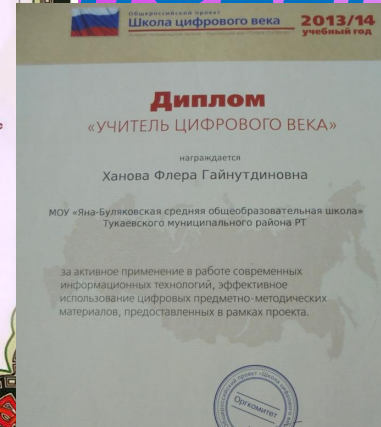 Общероссийский проект
Школа цифрового века
2013/14
учебный год
Диплом
«УЧИТЕЛЬ ЦИФРОВОГО ВЕКА»
награждается
Ханова Флера Гайнутдиновна
МОУ «Яна-Буляковская средняя общеобразовательная школа»
Тукаевского муниципального района РТ
за активное применение в работе современных
информационных технологий, эффективное
использование цифровых предметно-методических
материалов, предоставленных в рамках проекта.
Оргкомитет